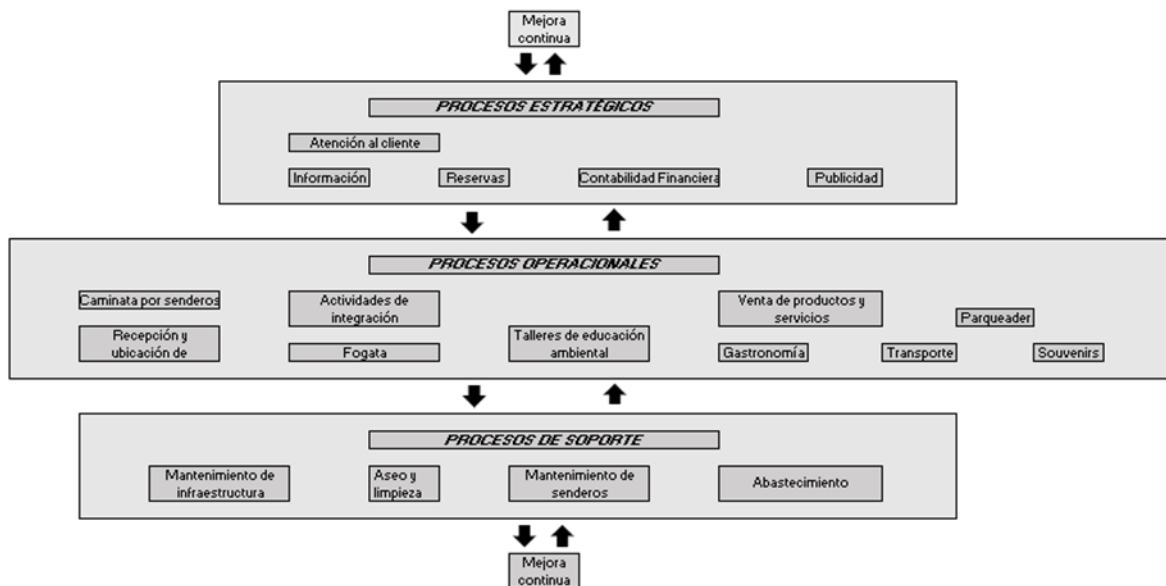 Mejora
continua
PROCESOS ESTRATÉGICOS
Atención al cliente
Información
Reservas
Contabilidad Financiera
Publicidad
PROCESOS OPERACIONALES
Caminata por senderos
Recepción y
ubicación de
Actividades de
integración
Fogata
Talleres de educación
ambiental
Venta de productos y
servicios
Parqueader
Gastronomía
Transporte
Souvenirs
PROCESOS DE SOPORTE
Mantenimiento de
infraestructura
Aseo y
limpieza
Mantenimiento de
senderos
Abastecimiento
Mejora
continua